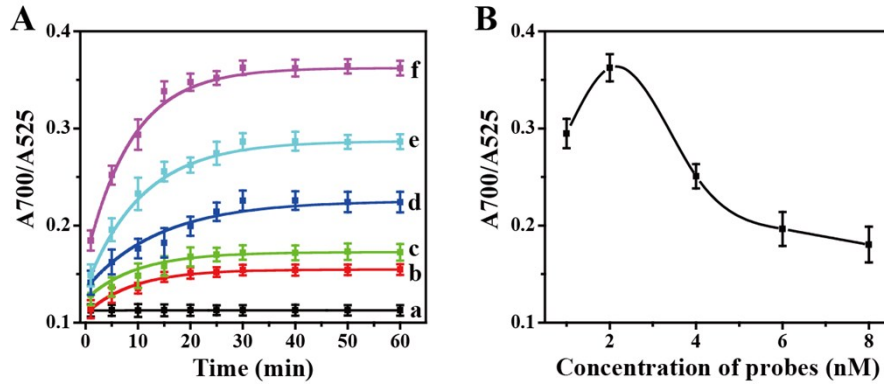 A
B
A700/A525
0.4
0.3
0.2
0.1
f
e
d
c
b
a
0 10 20 30 40 50 60
Time (min)
A700/A525
0.4
0.3
0.2
0.1
2 4 6 8
Concentration of probes (nM)